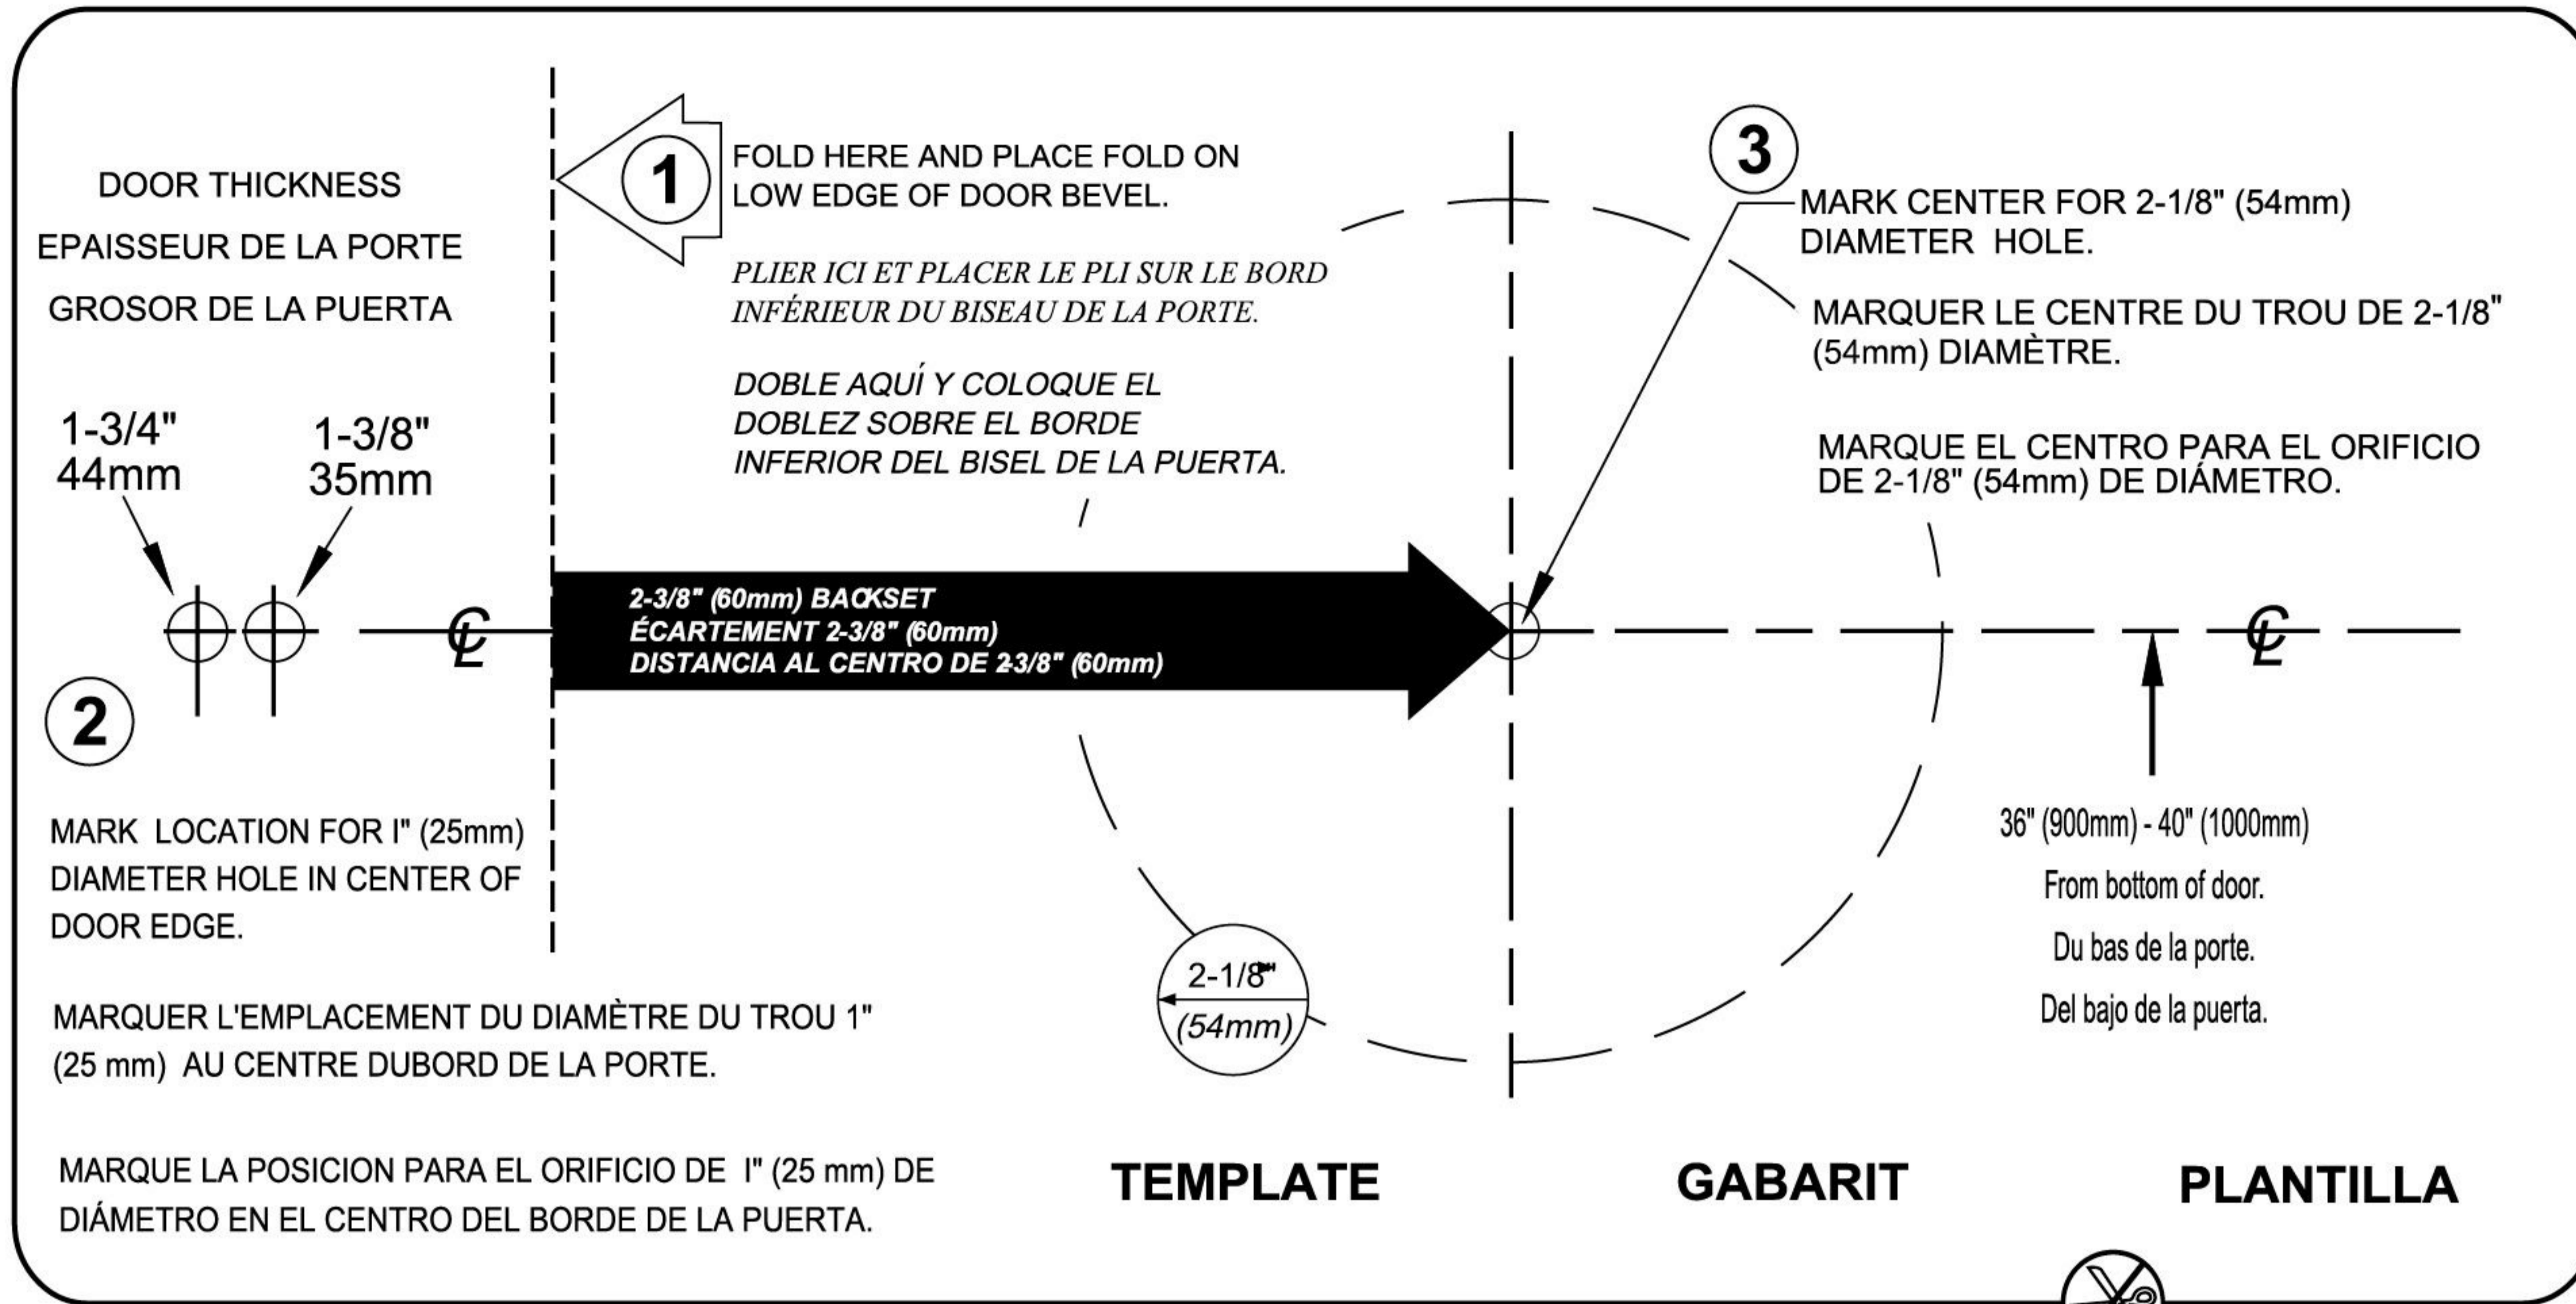 DOOR THICKNESS
EPAISSEUR DE LA PORTE
GROSOR DE LA PUERTA
1-3/4"
44mm
1-3/8"
35mm
1
FOLD HERE AND PLACE FOLD ON
LOW EDGE OF DOOR BEVEL.
PLIER ICI ET PLACER LE PLI SUR LE BORD
INFÉRIEUR DU BISEAU DE LA PORTE.
DOBLE AQUÍ Y COLOQUE EL
DOBLEZ SOBRE EL BORDE
INFERIOR DEL BISEL DE LA PUERTA.
3
MARK CENTER FOR 2-1/8" (54mm)
DIAMETER HOLE.
MARQUER LE CENTRE DU TROU DE 2-1/8"
(54mm) DIAMÈTRE.
MARQUE EL CENTRO PARA EL ORIFICIO
DE 2-1/8" (54mm) DE DIÁMETRO.
℄
2-3/8" (60mm) BACKSET
ÉCARTEMENT 2-3/8" (60mm)
DISTANCIA AL CENTRO DE 2-3/8" (60mm)
℄
2
MARK LOCATION FOR I" (25mm)
DIAMETER HOLE IN CENTER OF
DOOR EDGE.
MARQUER L'EMPLACEMENT DU DIAMÈTRE DU TROU 1"
(25 mm) AU CENTRE DUBORD DE LA PORTE.
MARQUE LA POSICION PARA EL ORIFICIO DE I" (25 mm) DE
DIÁMETRO EN EL CENTRO DEL BORDE DE LA PUERTA.
2-1/8"
(54mm)
36" (900mm) - 40" (1000mm)
From bottom of door.
Du bas de la porte.
Del bajo de la puerta.
TEMPLATE
GABARIT
PLANTILLA